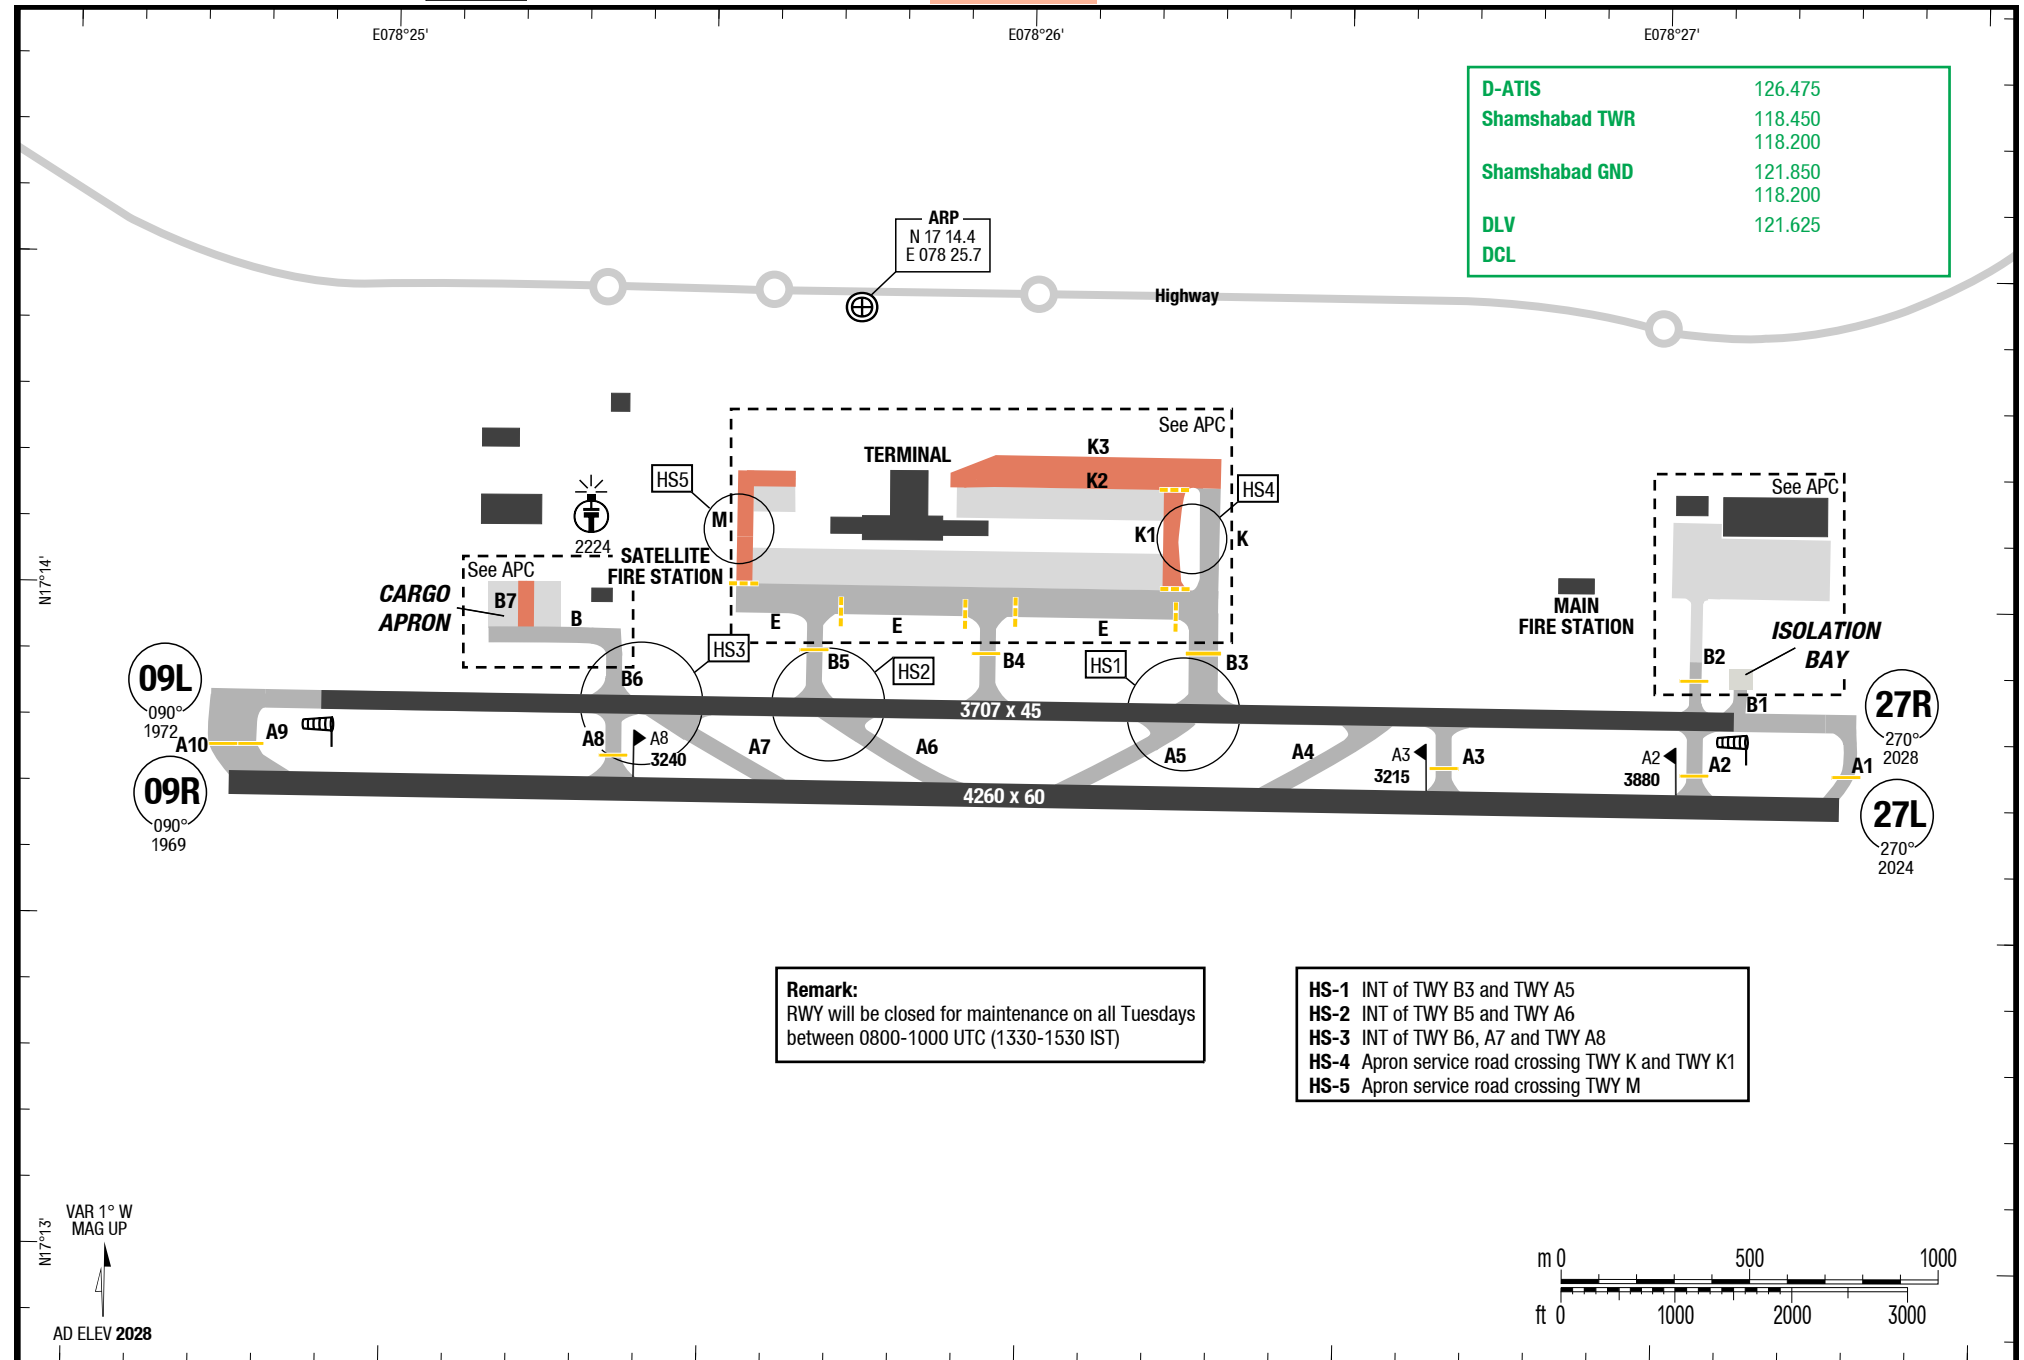 E078°25'
E078°26'
E078°27'
D-ATIS 126.475
Shamshabad TWR 118.450
118.200
Shamshabad GND 121.850
118.200
DLV 121.625
DCL
ARP
N 17 14.4
E 078 25.7
Highway
See APC
K3
TERMINAL
K2
HS5
HS4
See APC
M
K1
K
2224
N17°14'
SATELLITE
FIRE STATION
See APC
CARGO
APRON
B7
B
MAIN
FIRE STATION
E
E
E
ISOLATION
BAY
HS3
HS2
HS1
B5
B4
B3
B2
B6
B1
09L
090°
1972
3707 x 45
27R
270°
2028
A10
A9
A8
A8
3240
A7
A6
A5
A4
A3
3215
A3
A2
3880
A2
A1
09R
090°
1969
4260 x 60
27L
270°
2024
Remark:
RWY will be closed for maintenance on all Tuesdays
between 0800-1000 UTC (1330-1530 IST)
HS-1 INT of TWY B3 and TWY A5
HS-2 INT of TWY B5 and TWY A6
HS-3 INT of TWY B6, A7 and TWY A8
HS-4 Apron service road crossing TWY K and TWY K1
HS-5 Apron service road crossing TWY M
N17°13'
VAR 1° W
MAG UP
AD ELEV 2028
m 0 500 1000
ft 0 1000 2000 3000